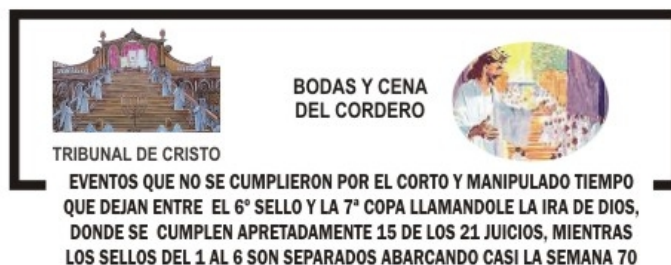 BODAS Y CENA
DEL CORDERO
TRIBUNAL DE CRISTO
EVENTOS QUE NO SE CUMPLIERON POR EL CORTO Y MANIPULADO TIEMPO
QUE DEJAN ENTRE EL 6º SELLO Y LA 7ª COPA LLAMANDOLE LA IRA DE DIOS,
DONDE SE CUMPLEN APRETADAMENTE 15 DE LOS 21 JUICIOS, MIENTRAS
LOS SELLOS DEL 1 AL 6 SON SEPARADOS ABARCANDO CASI LA SEMANA 70